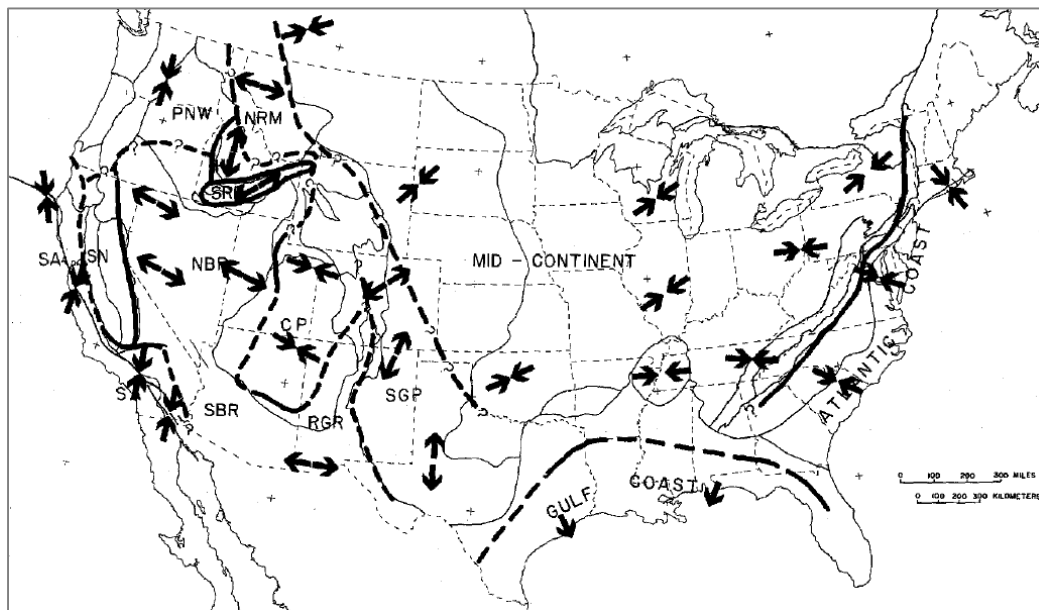 PNW
NRM
SRP
SA
SN
NBR
MID - CONTINENT
CP
SGP
SBR
RGR
ATLANTIC COAST
GULF COAST
0 100 200 300 MILES
0 100 200 300 KILOMETERS